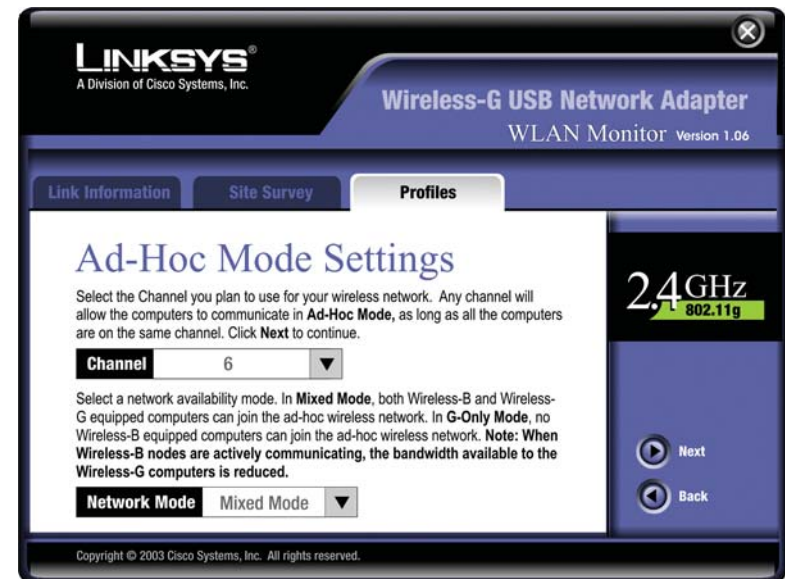 LINKSYS®
A Division of Cisco Systems, Inc.
Wireless-G USB Network Adapter
WLAN Monitor Version 1.06
Link Information
Site Survey
Profiles
Ad-Hoc Mode Settings
Select the Channel you plan to use for your wireless network. Any channel will
allow the computers to communicate in Ad-Hoc Mode, as long as all the computers
are on the same channel. Click Next to continue.
Channel 6
Select a network availability mode. In Mixed Mode, both Wireless-B and Wireless-
G equipped computers can join the ad-hoc wireless network. In G-Only Mode, no
Wireless-B equipped computers can join the ad-hoc wireless network. Note: When
Wireless-B nodes are actively communicating, the bandwidth available to the
Wireless-G computers is reduced.
Network Mode Mixed Mode
2.4GHz
802.11g
Next
Back
Copyright © 2003 Cisco Systems, Inc. All rights reserved.